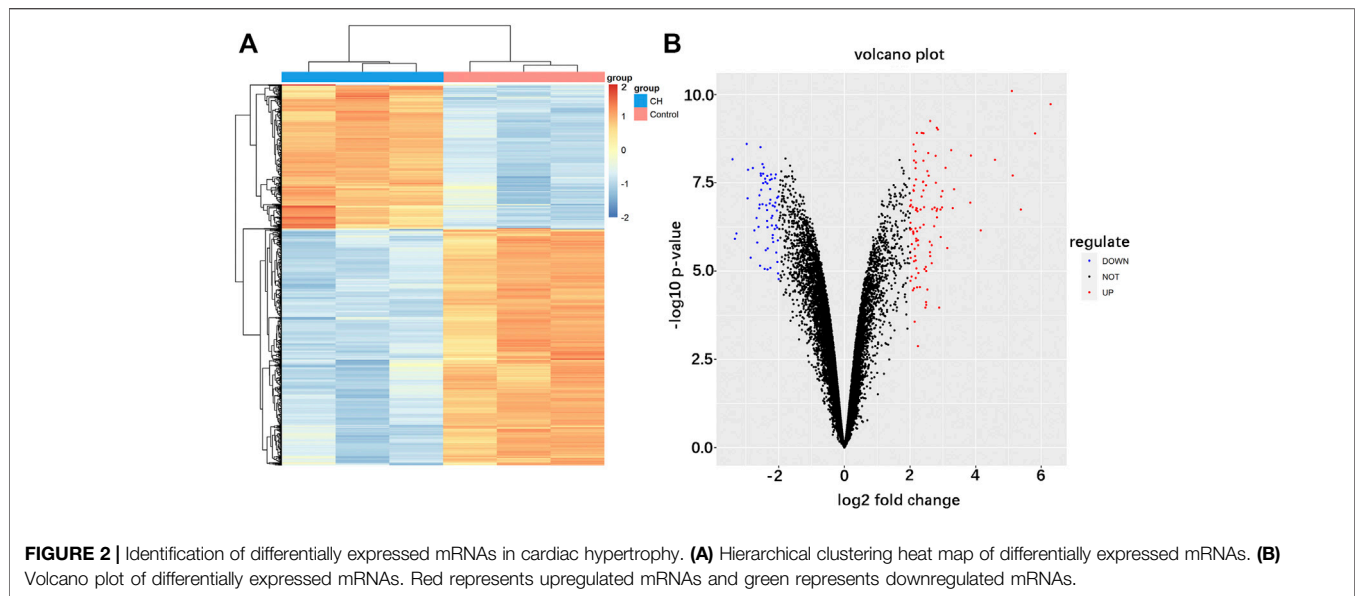 A
group
2
1
0
-1
-2
group
CH
Control
B
volcano plot
10.0
7.5
5.0
2.5
0.0
-log10 p-value
-2
0
2
4
6
log2 fold change
regulate
DOWN
NOT
UP
FIGURE 2 | Identification of differentially expressed mRNAs in cardiac hypertrophy. (A) Hierarchical clustering heat map of differentially expressed mRNAs. (B)
Volcano plot of differentially expressed mRNAs. Red represents upregulated mRNAs and green represents downregulated mRNAs.